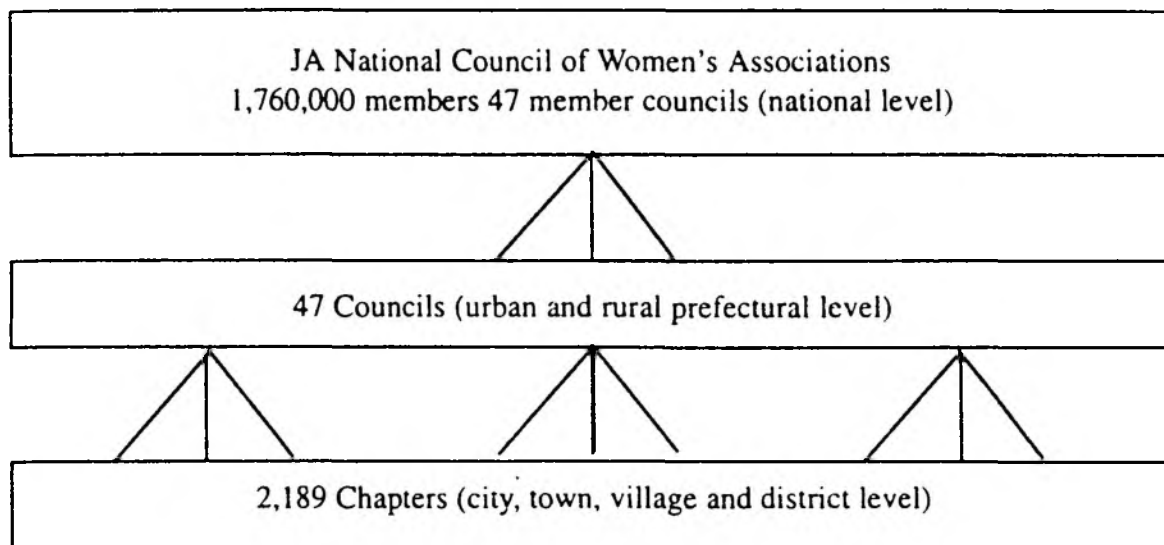 JA National Council of Women's Associations
1,760,000 members 47 member councils (national level)
47 Councils (urban and rural prefectural level)
2,189 Chapters (city, town, village and district level)